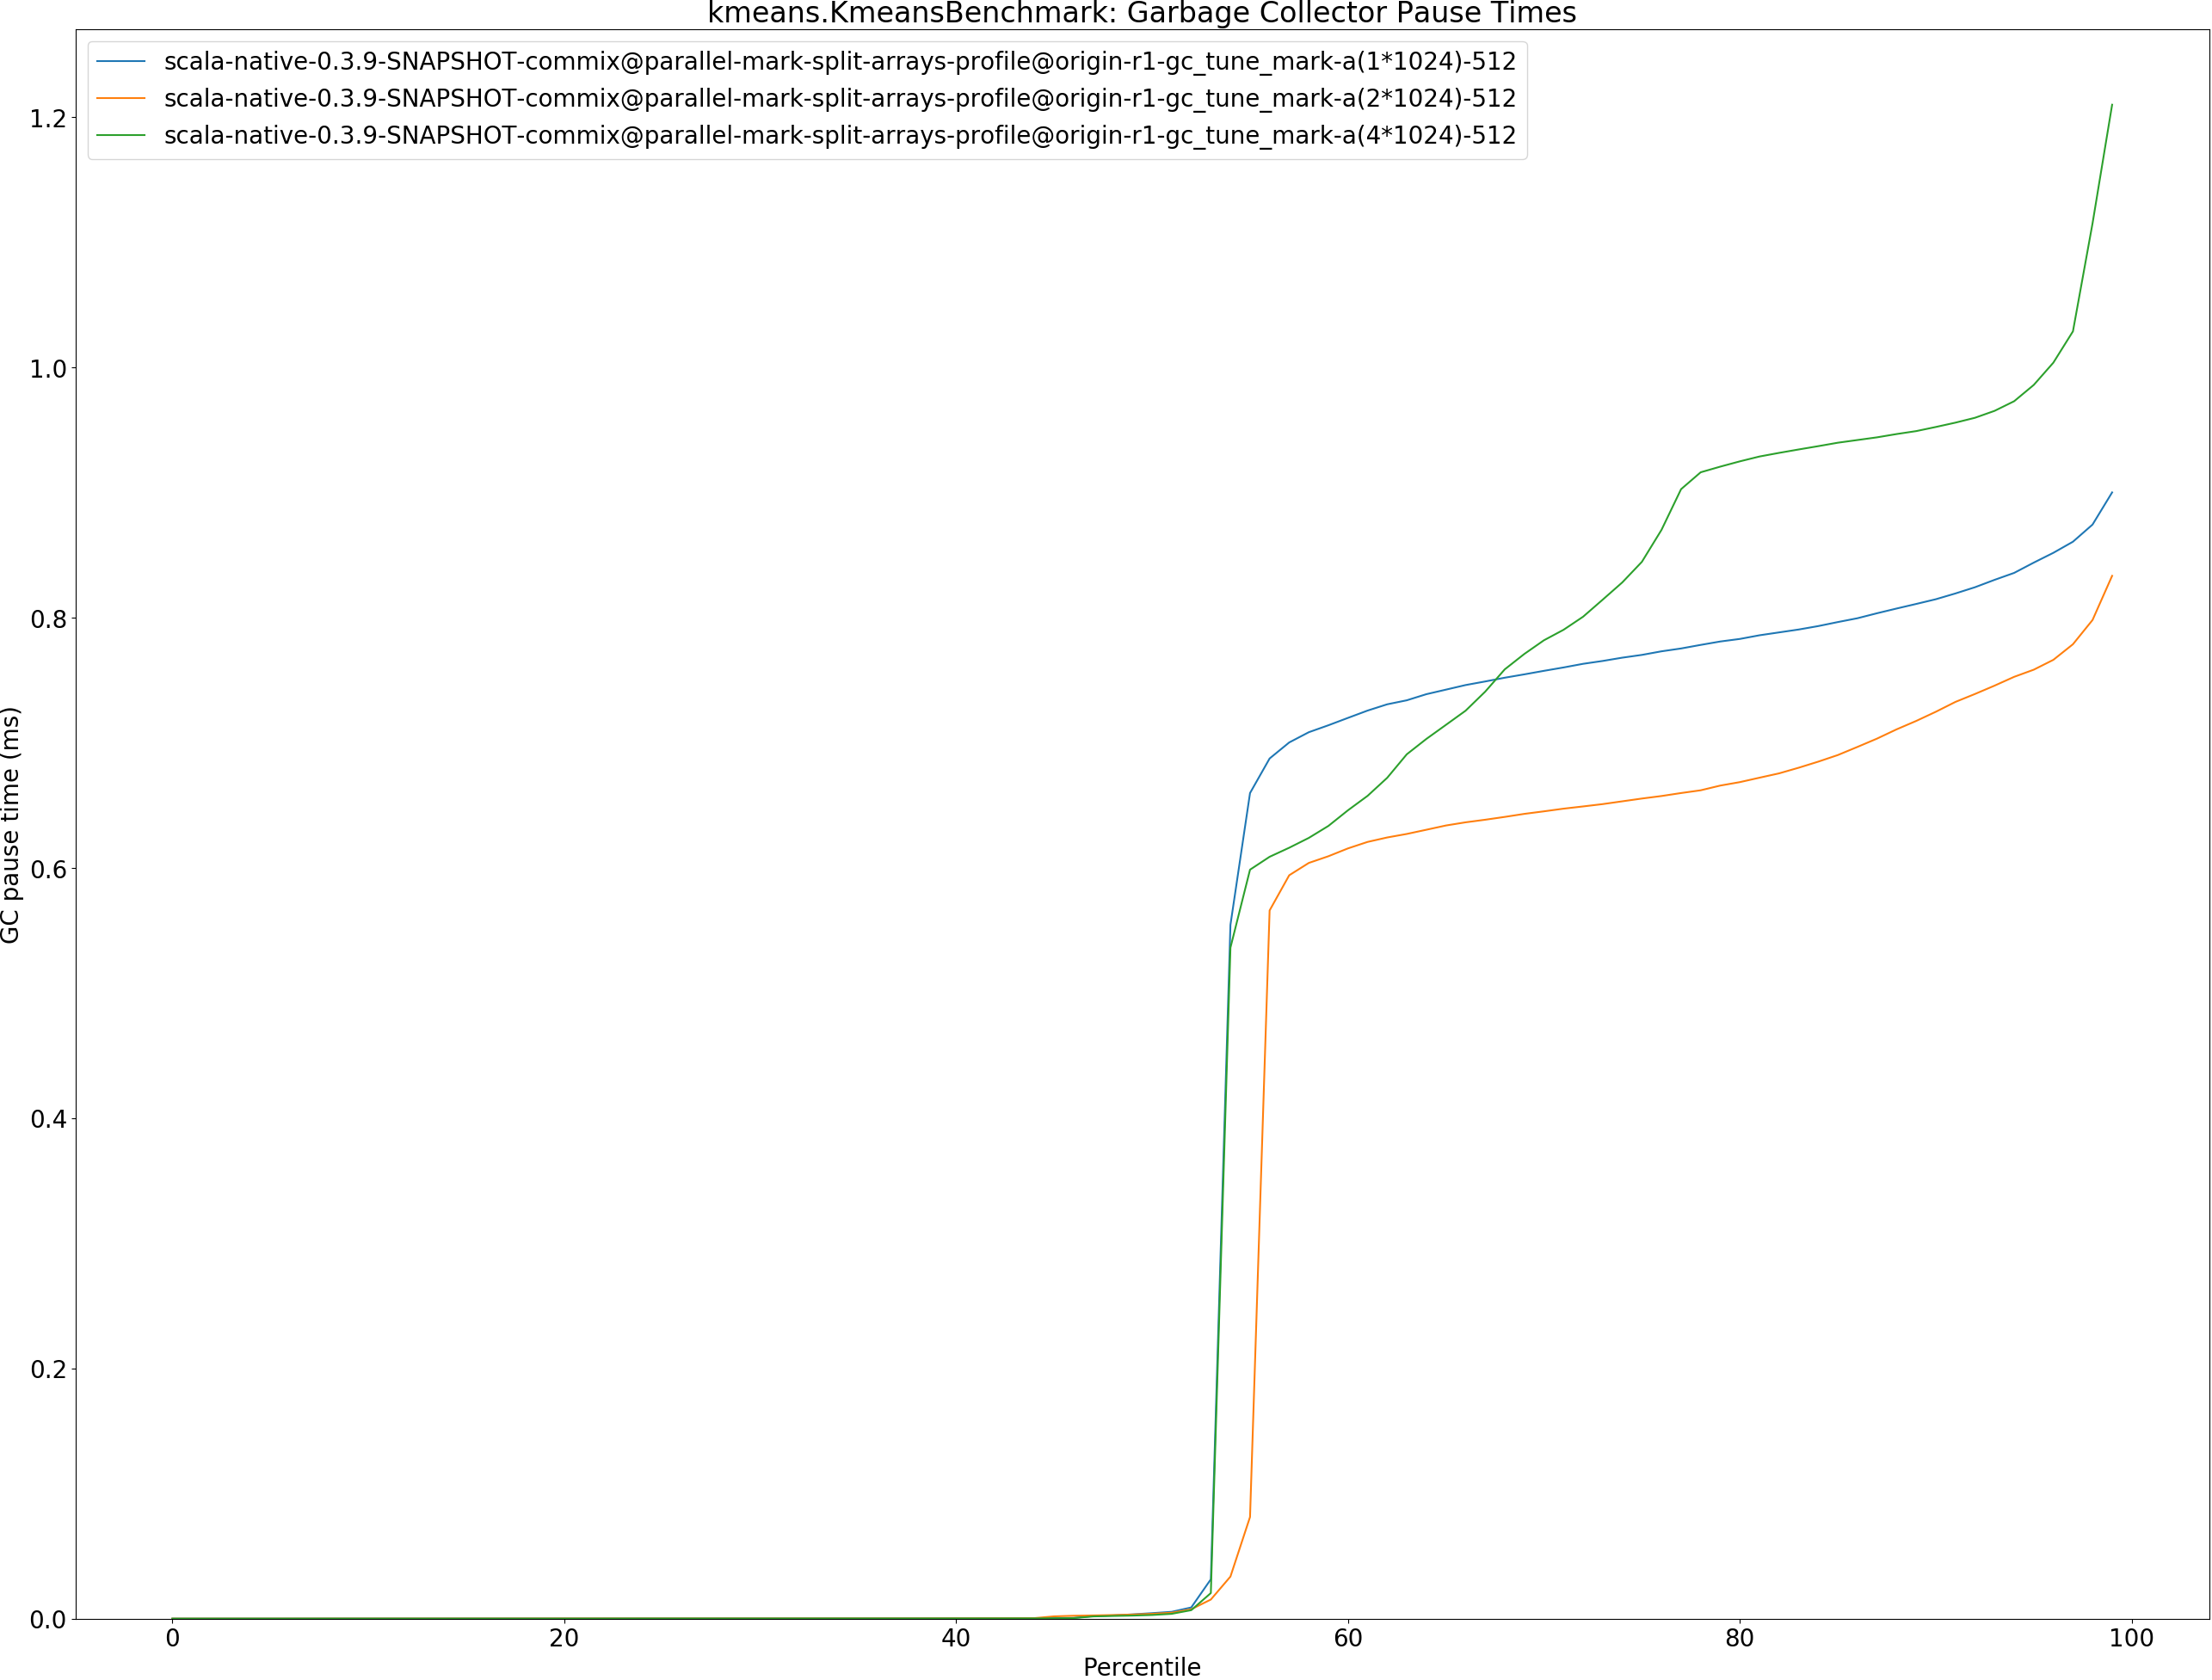 kmeans.KmeansBenchmark: Garbage Collector Pause Times
scala-native-0.3.9-SNAPSHOT-commix@parallel-mark-split-arrays-profile@origin-r1-gc_tune_mark-a(1*1024)-512
scala-native-0.3.9-SNAPSHOT-commix@parallel-mark-split-arrays-profile@origin-r1-gc_tune_mark-a(2*1024)-512
scala-native-0.3.9-SNAPSHOT-commix@parallel-mark-split-arrays-profile@origin-r1-gc_tune_mark-a(4*1024)-512
GC pause time (ms)
1.2
1.0
0.8
0.6
0.4
0.2
0.0
0 20 40 60 80 100
Percentile